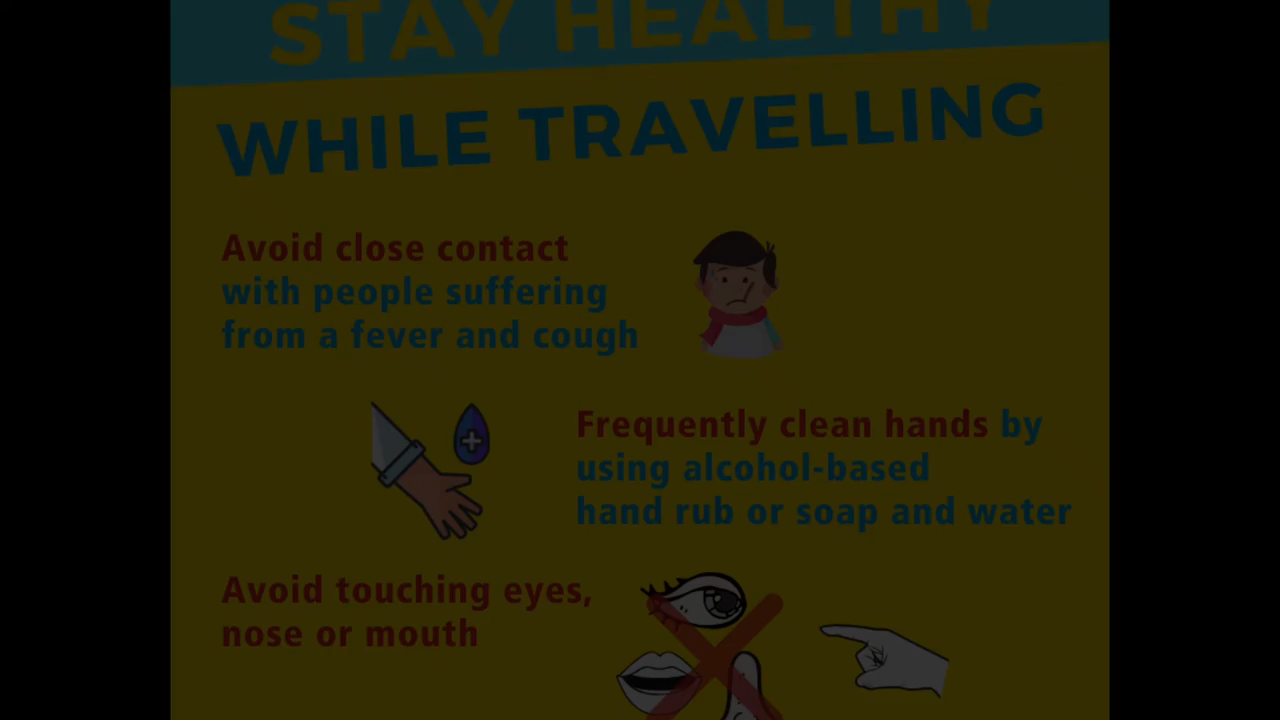 STAY HEALTHY
WHILE TRAVELLING
Avoid close contact
with people suffering
from a fever and cough
Frequently clean hands by
using alcohol-based
hand rub or soap and water
Avoid touching eyes,
nose or mouth